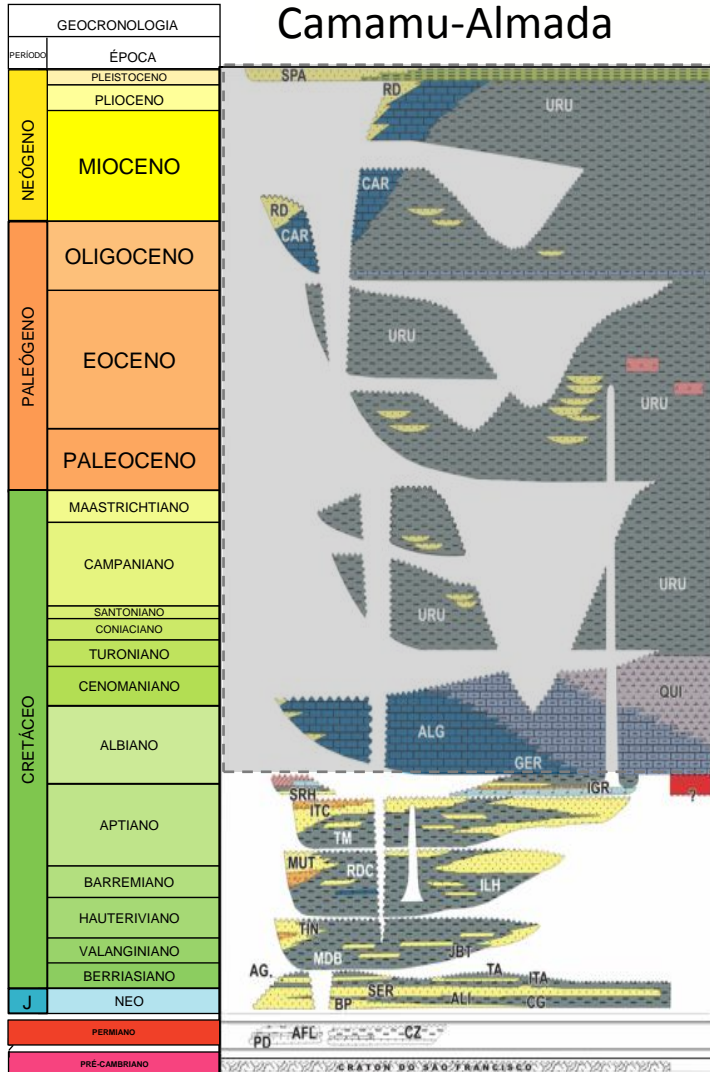 Camamu-Almada
GEOCRONOLOGIA
PERÍODO
ÉPOCA
NEÓGENO
PLEISTOCENO
PLIOCENO
MIOCENO
PALEÓGENO
OLIGOCENO
EOCENO
PALEOCENO
CRETÁCEO
MAASTRICHTIANO
CAMPANIANO
SANTONIANO
CONIACIANO
TURONIANO
CENOMANIANO
ALBIANO
APTIANO
BARREMIANO
HAUTERIVIANO
VALANGINIANO
BERRIASIANO
J
NEO
PERMIANO
PRÉ-CAMBRIANO
SPA
RD
URU
CAR
RD
CAR
URU
URU
URU
URU
QUI
ALG
GER
SRH
IGR
?
ITC
TM
MUT
RDC
ILH
TIN
MDB
JBT
AG.
TA
ITA
SER
BP
ALI
CG
PD
AFL
CZ
CRATON DO SÃO FRANCISCO